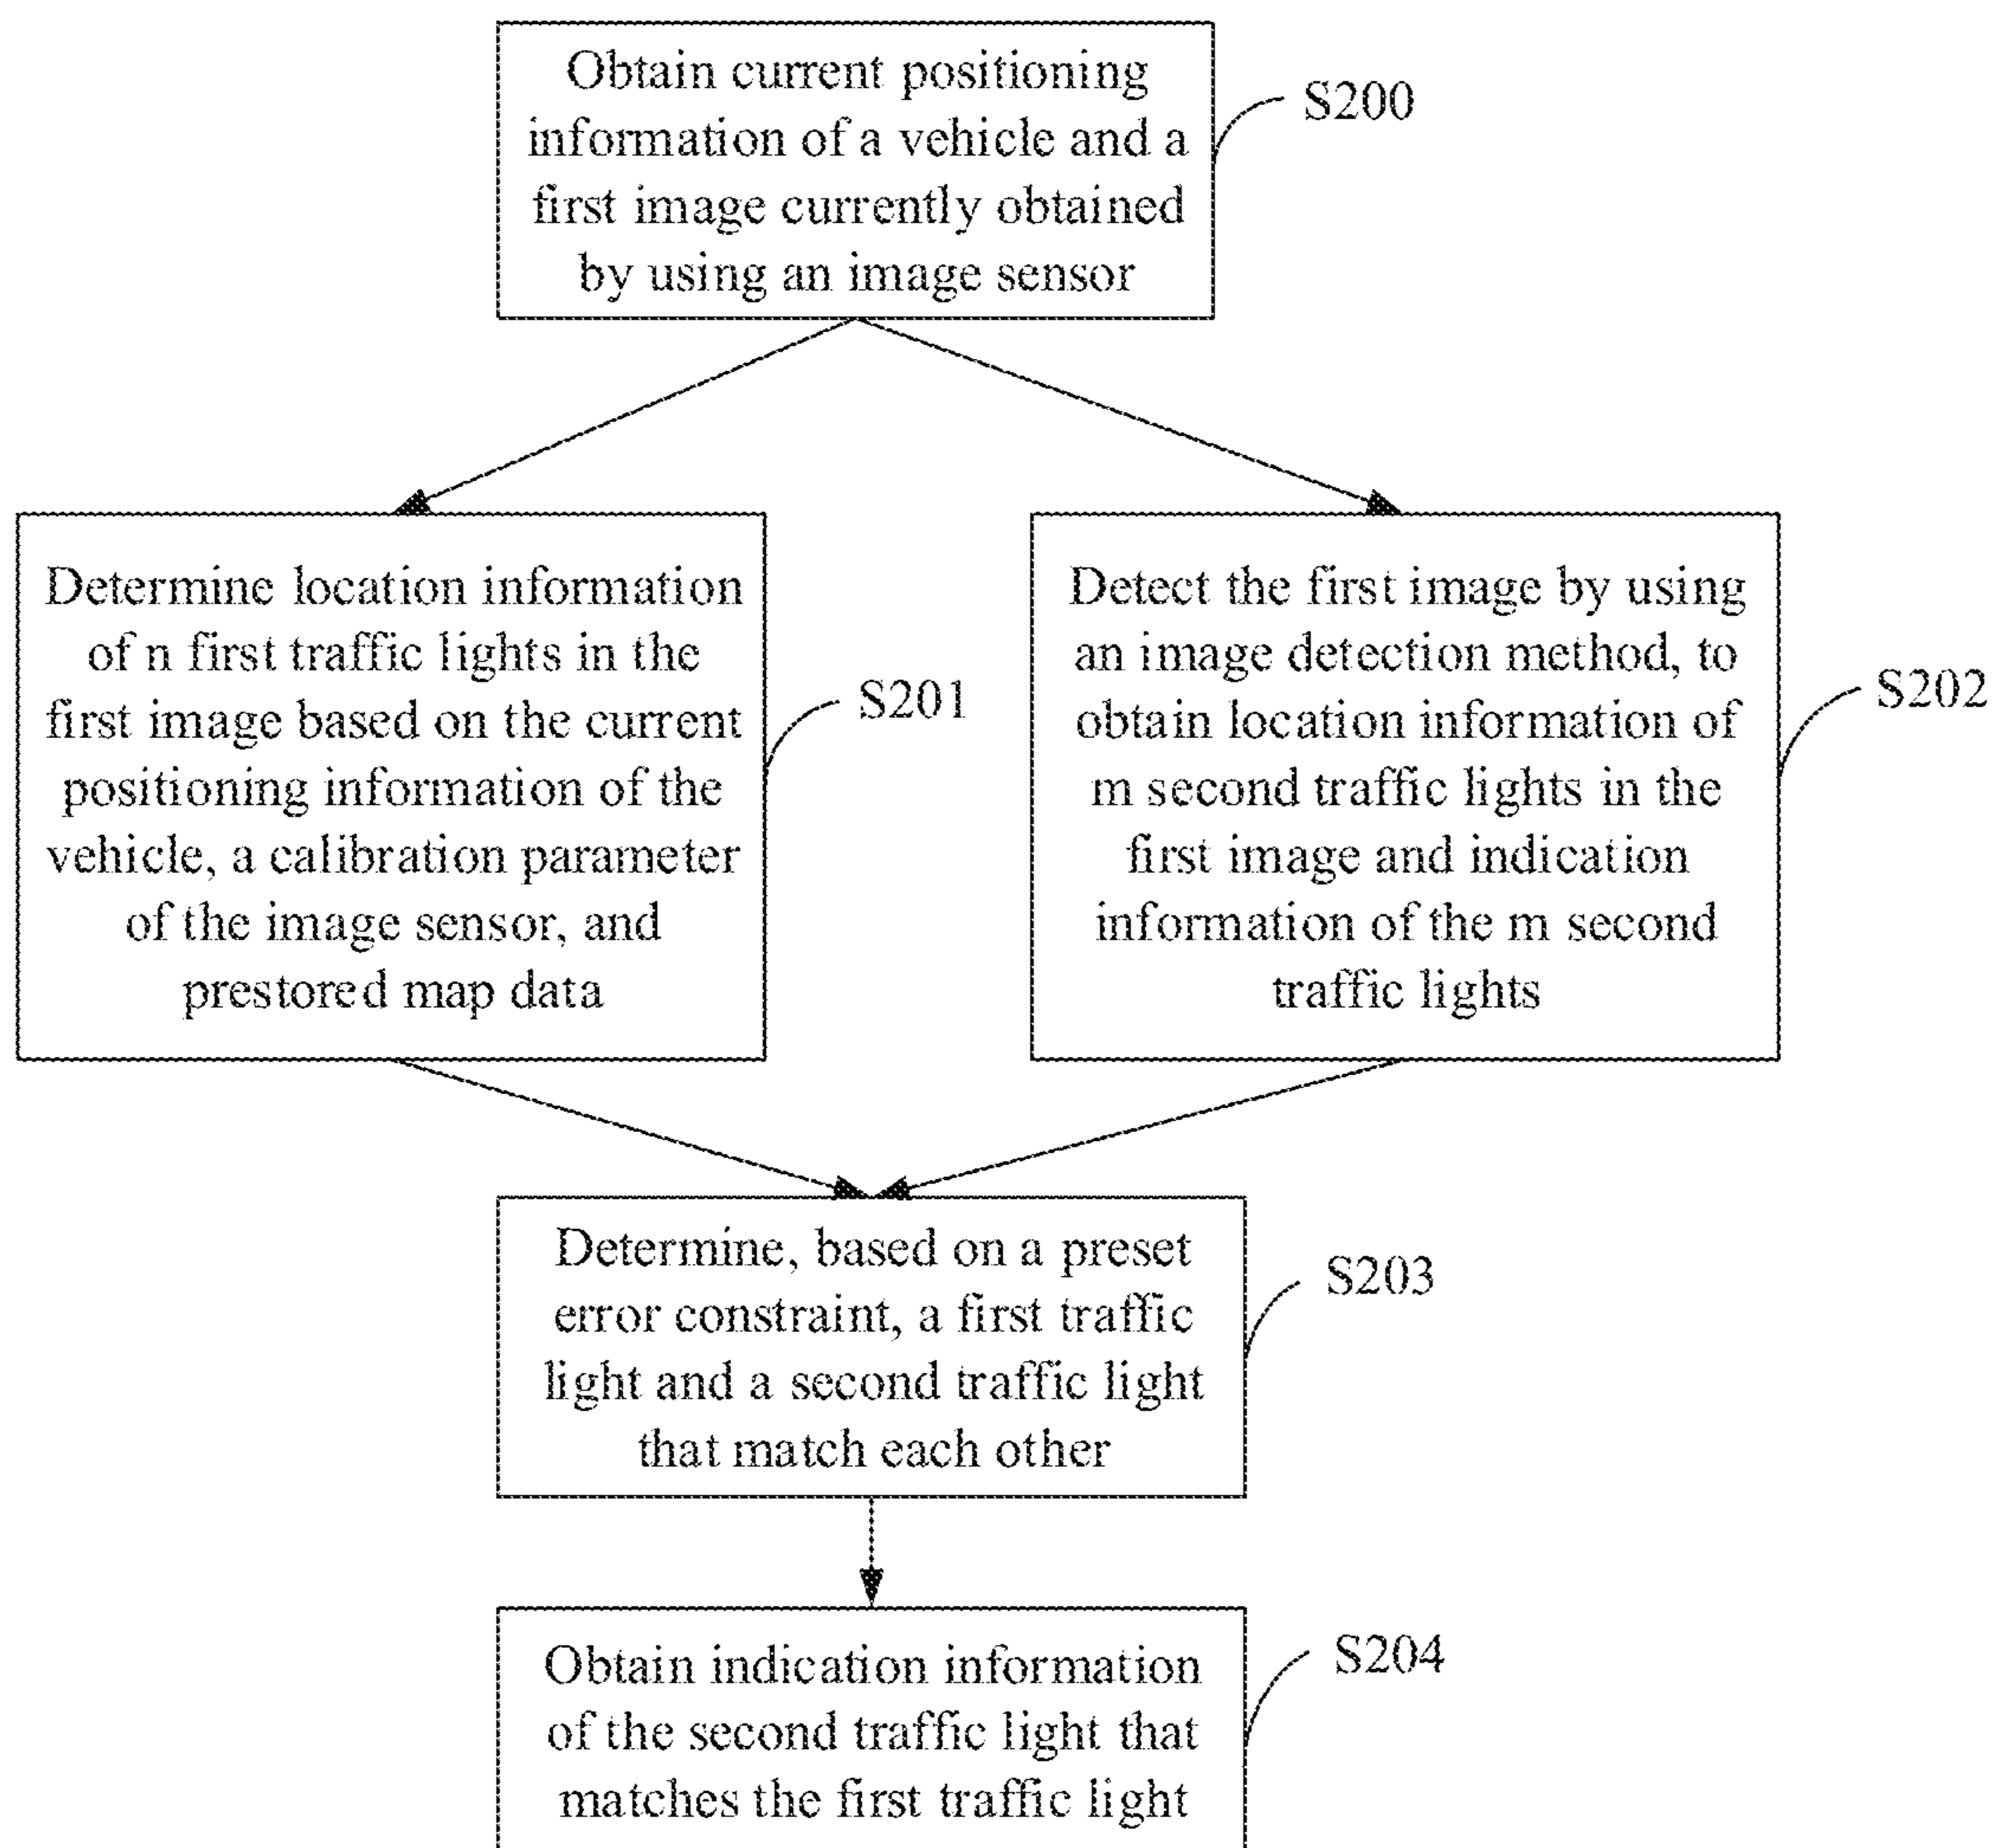 Obtain current positioning
information of a vehicle and a
first image currently obtained
by using an image sensor
S200
Determine location information
of n first traffic lights in the
first image based on the current
positioning information of the
vehicle, a calibration parameter
of the image sensor, and
prestored map data
S201
Detect the first image by using
an image detection method, to
obtain location information of
m second traffic lights in the
first image and indication
information of the m second
traffic lights
S202
Determine, based on a preset
error constraint, a first traffic
light and a second traffic light
that match each other
S203
Obtain indication information
of the second traffic light that
matches the first traffic light
S204